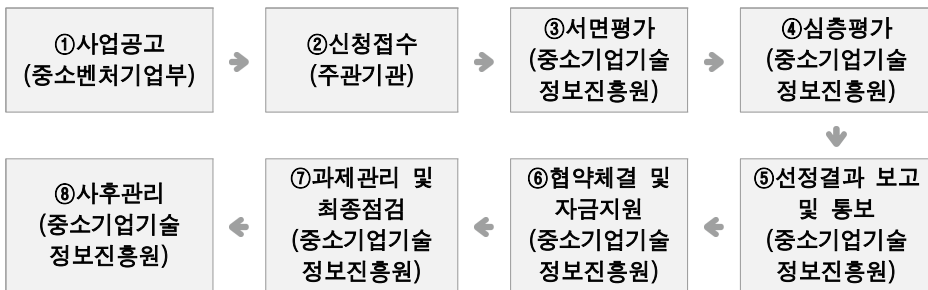 ①사업공고
(중소벤처기업부)
②신청접수
(주관기관)
③서면평가
(중소기업기술
정보진흥원)
④심층평가
(중소기업기술
정보진흥원)
⑤선정결과 보고
및 통보
(중소기업기술
정보진흥원)
⑥협약체결 및
자금지원
(중소기업기술
정보진흥원)
⑦과제관리 및
최종점검
(중소기업기술
정보진흥원)
⑧사후관리
(중소기업기술
정보진흥원)